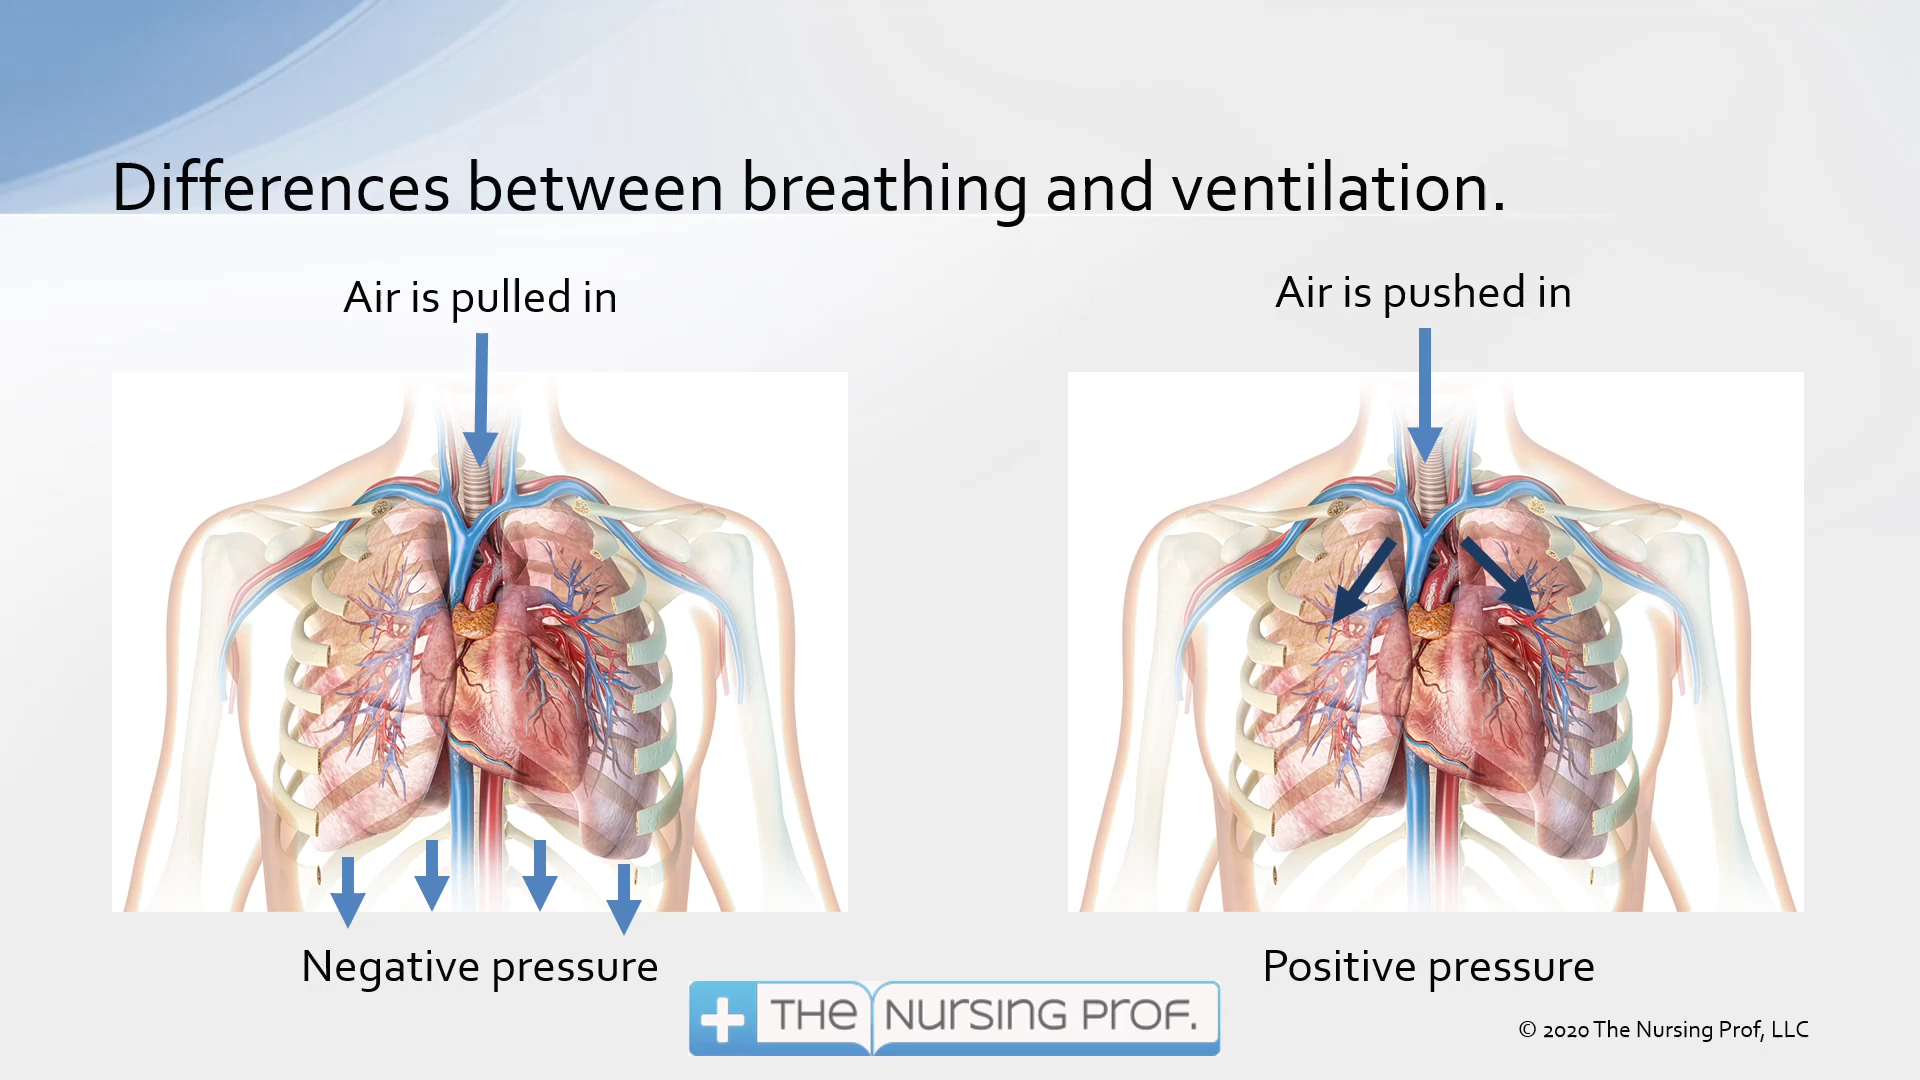 Differences between breathing and ventilation.
Air is pulled in
Air is pushed in
Negative pressure
Positive pressure
THE NURSING PROF.
© 2020 The Nursing Prof, LLC